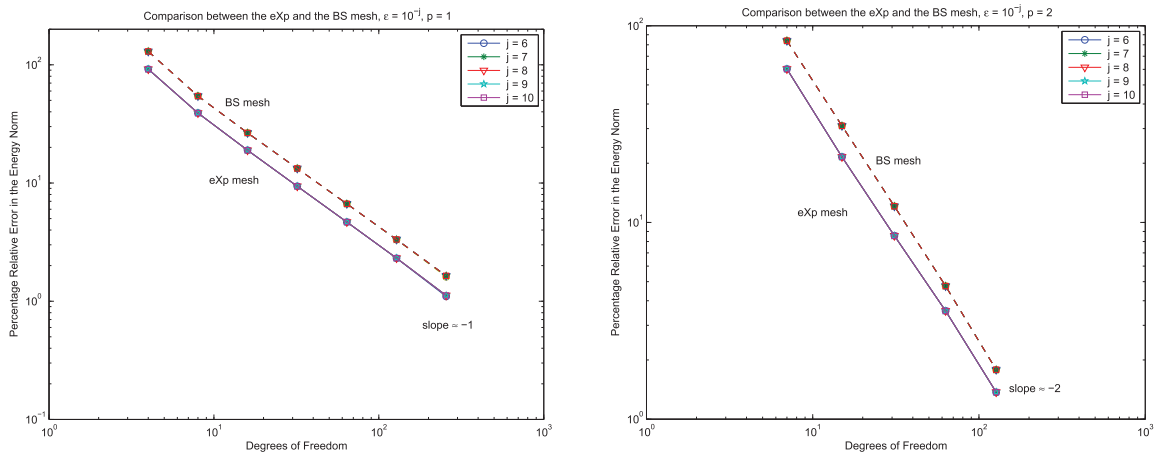 Comparison between the eXp and the BS mesh, ε = 10⁻ʲ, p = 1
Percentage Relative Error in the Energy Norm
10²
10¹
10⁰
10⁻¹
BS mesh
eXp mesh
slope ≈ −1
j = 6
j = 7
j = 8
j = 9
j = 10
10⁰
10¹
10²
10³
Degrees of Freedom
Comparison between the eXp and the BS mesh, ε = 10⁻ʲ, p = 2
Percentage Relative Error in the Energy Norm
10²
10¹
10⁰
BS mesh
eXp mesh
slope ≈ −2
j = 6
j = 7
j = 8
j = 9
j = 10
10⁰
10¹
10²
10³
Degrees of Freedom